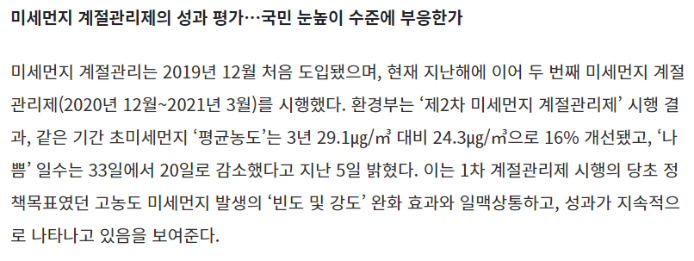 미세먼지 계절관리제의 성과 평가…국민 눈높이 수준에 부응한가
미세먼지 계절관리는 2019년 12월 처음 도입됐으며, 현재 지난해에 이어 두 번째 미세먼지 계절
관리제(2020년 12월~2021년 3월)를 시행했다. 환경부는 ‘제2차 미세먼지 계절관리제’ 시행 결
과, 같은 기간 초미세먼지 ‘평균농도’는 3년 29.1㎍/㎥ 대비 24.3㎍/㎥으로 16% 개선됐고, ‘나
쁨’ 일수는 33일에서 20일로 감소했다고 지난 5일 밝혔다. 이는 1차 계절관리제 시행의 당초 정
책목표였던 고농도 미세먼지 발생의 ‘빈도 및 강도’ 완화 효과와 일맥상통하고, 성과가 지속적으
로 나타나고 있음을 보여준다.